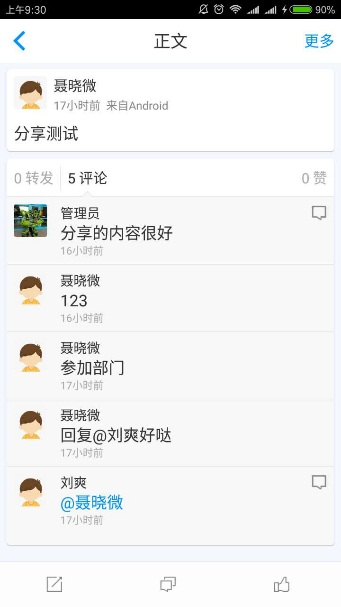 上午9:30
90%
正文
更多
聂晓微
17小时前 来自Android
分享测试
0 转发
5 评论
0 赞
管理员
分享的内容很好
16小时前
聂晓微
123
16小时前
聂晓微
参加部门
17小时前
聂晓微
回复@刘爽好哒
17小时前
刘爽
@聂晓微
17小时前